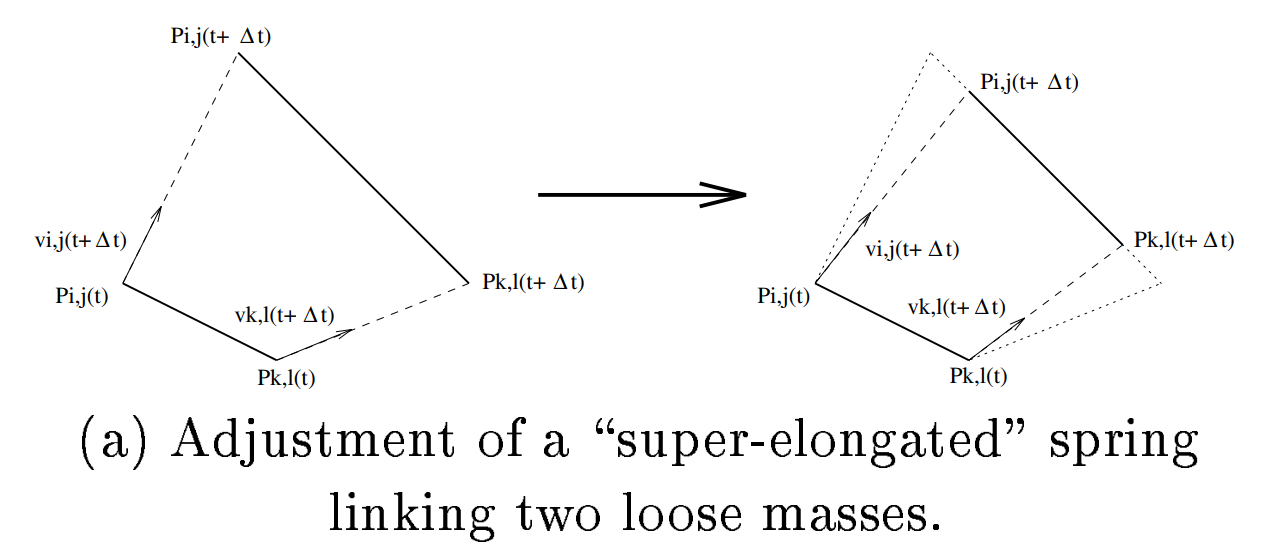 Pi,j(t+ Δt)
vi,j(t+Δt)
Pi,j(t)
vk,l(t+ Δt)
Pk,l(t)
Pk,l(t+ Δt)
Pi,j(t+ Δt)
vi,j(t+Δt)
Pi,j(t)
vk,l(t+Δt)
Pk,l(t)
Pk,l(t+Δt)
(a) Adjustment of a “super-elongated” spring
linking two loose masses.